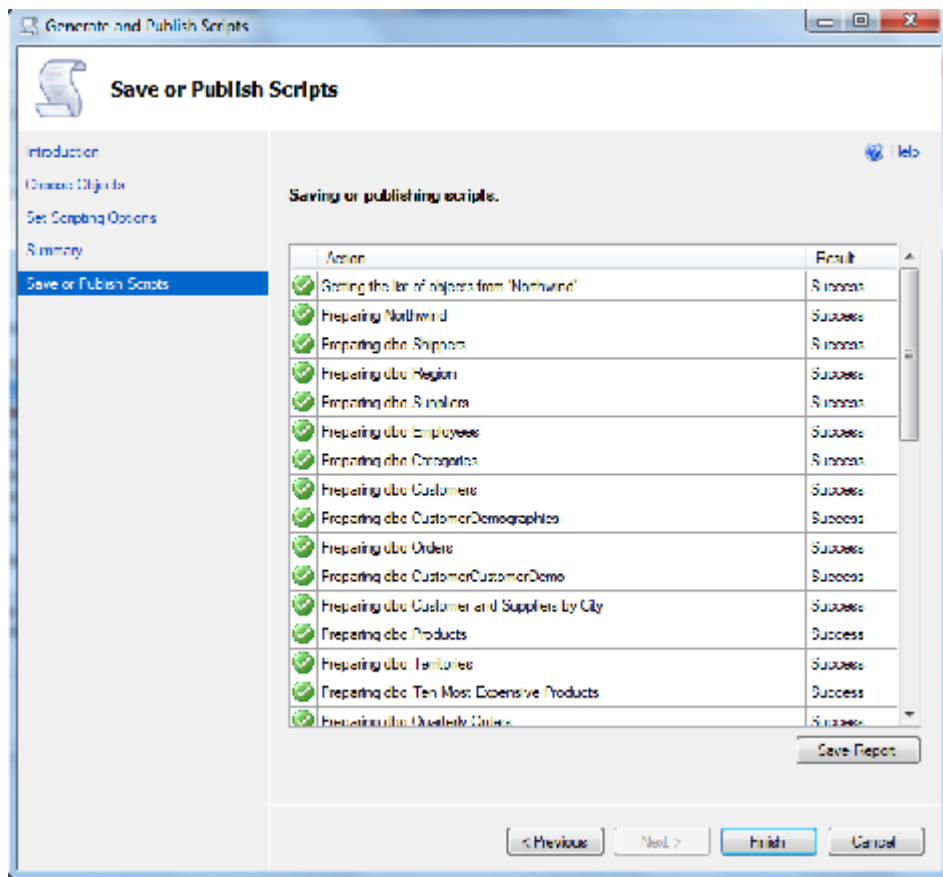 Generate and Publish Scripts
Save or Publish Scripts
Introduction
Help
Choose Objects
Saving or publishing scripts.
Set Scripting Options
Summary
Action Result
Save or Publish Scripts
Getting the list of objects from 'Northwind' Success
Preparing Northwind Success
Preparing dbo.Shippers Success
Preparing dbo.Region Success
Preparing dbo.Suppliers Success
Preparing dbo.Employees Success
Preparing dbo.Categories Success
Preparing dbo.Customers Success
Preparing dbo.CustomerDemographics Success
Preparing dbo.Orders Success
Preparing dbo.CustomerCustomerDemo Success
Preparing dbo.Customer and Suppliers by City Success
Preparing dbo.Products Success
Preparing dbo.Territories Success
Preparing dbo.Ten Most Expensive Products Success
Preparing dbo.Quarterly Orders Success
Save Report
< Previous
Next >
Finish
Cancel